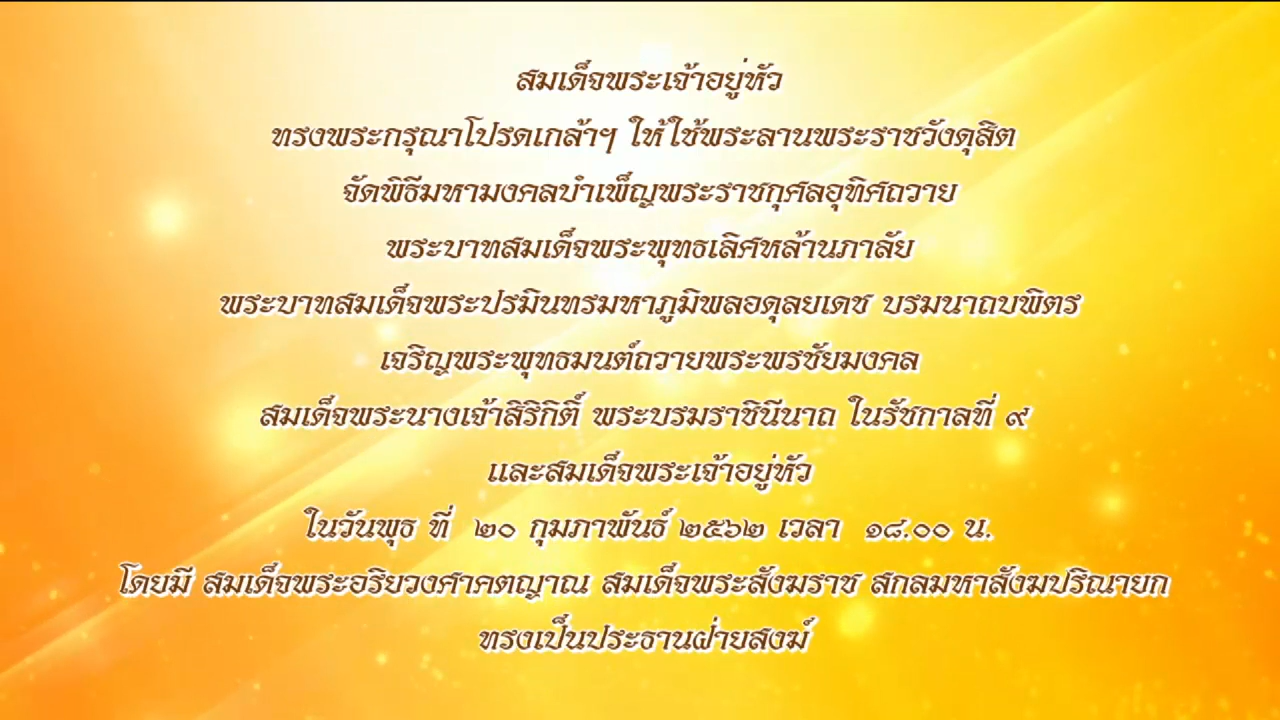 สมเด็จพระเจ้าอยู่หัว
ทรงพระกรุณาโปรดเกล้าฯ ให้ใช้พระลานพระราชวังดุสิต
จัดพิธีมหามงคลบำเพ็ญพระราชกุศลอุทิศถวาย
พระบาทสมเด็จพระพุทธเลิศหล้านภาลัย
พระบาทสมเด็จพระปรมินทรมหาภูมิพลอดุลยเดช บรมนาถบพิตร
เจริญพระพุทธมนต์ถวายพระพรชัยมงคล
สมเด็จพระนางเจ้าสิริกิติ์ พระบรมราชินีนาถ ในรัชกาลที่ ๙
และสมเด็จพระเจ้าอยู่หัว
ในวันพุธ ที่ ๒๐ กุมภาพันธ์ ๒๕๖๒ เวลา ๑๘.๐๐ น.
โดยมี สมเด็จพระอริยวงศาคตญาณ สมเด็จพระสังฆราช สกลมหาสังฆปริณายก
ทรงเป็นประธานฝ่ายสงฆ์